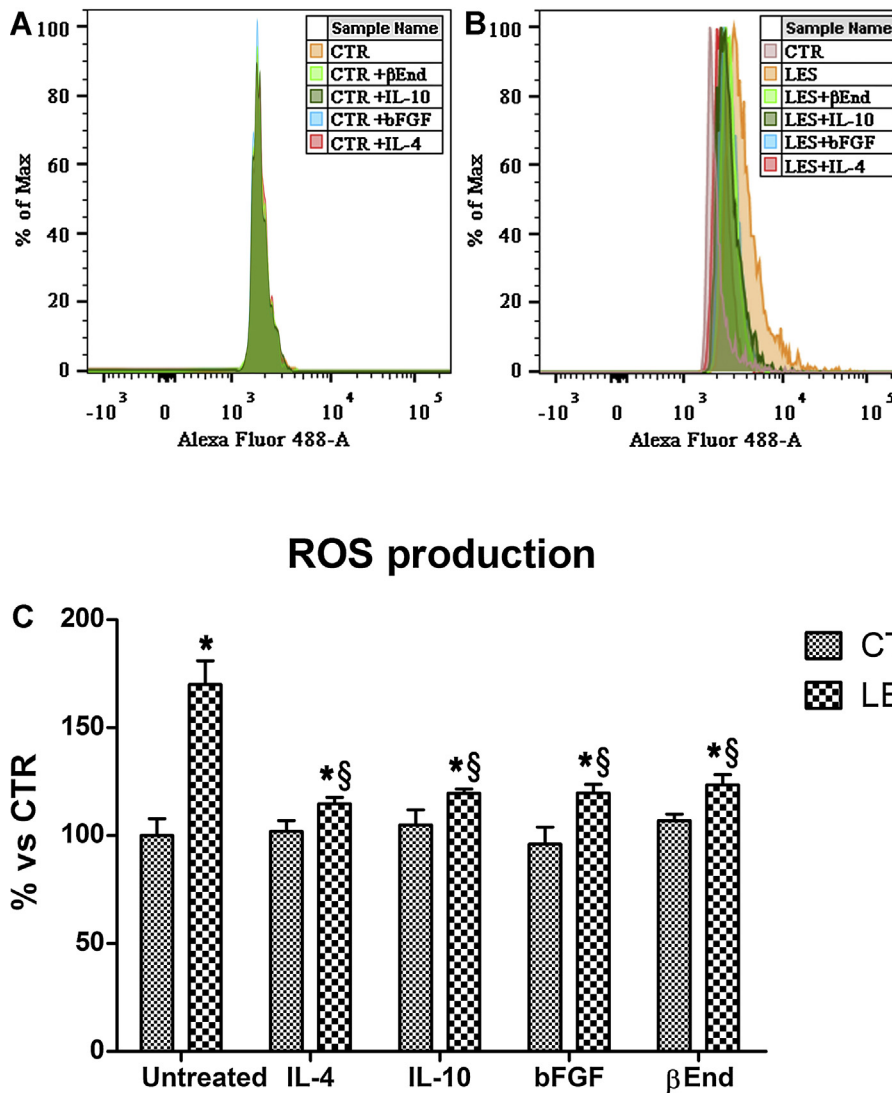 A
100
80
60
40
20
0
% of Max
Sample Name
CTR
CTR +βEnd
CTR +IL-10
CTR +bFGF
CTR +IL-4
-10³ 0 10³ 10⁴ 10⁵
Alexa Fluor 488-A
B
100
80
60
40
20
0
% of Max
Sample Name
CTR
LES
LES+βEnd
LES+IL-10
LES+bFGF
LES+IL-4
-10³ 0 10³ 10⁴ 10⁵
Alexa Fluor 488-A
ROS production
C
200
150
100
50
0
% vs CTR
*
*§
*§
*§
*§
CT
LE
Untreated IL-4 IL-10 bFGF βEnd